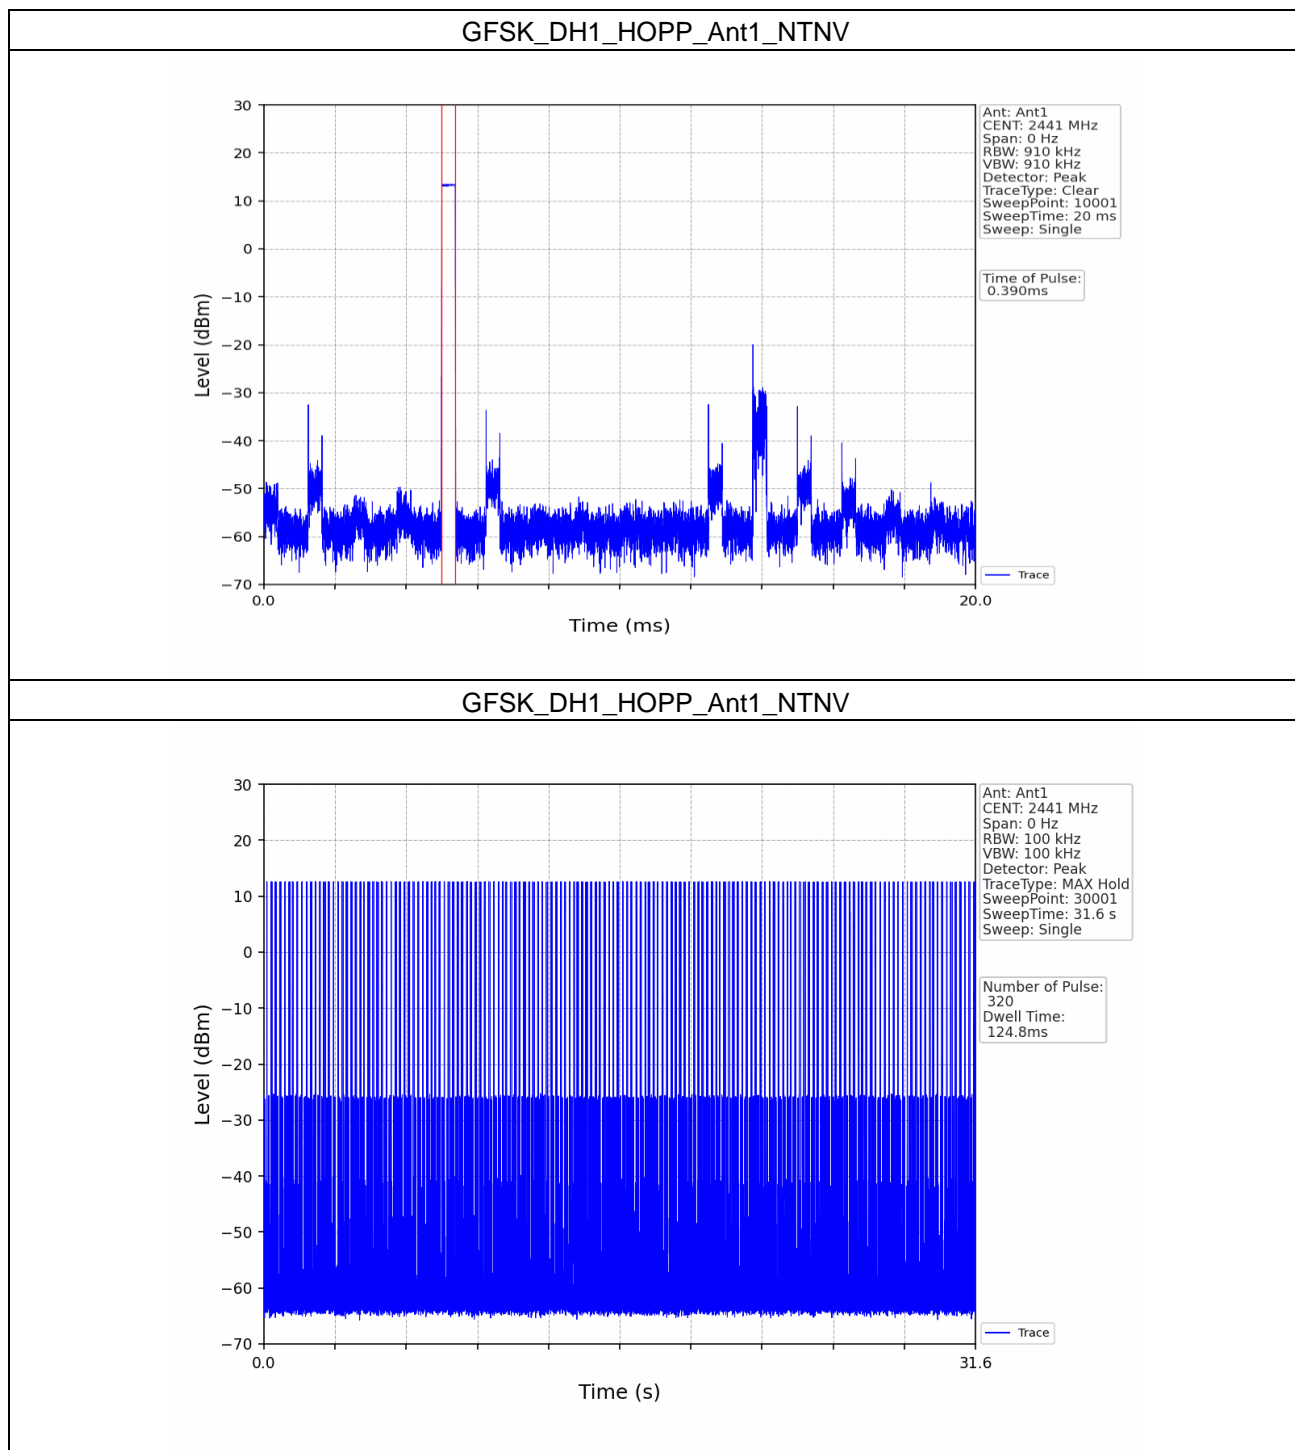 GFSK_DH1_HOPP_Ant1_NTNV
30
20
10
0
−10
−20
−30
−40
−50
−60
−70
Level (dBm)
0.0
20.0
Time (ms)
Ant: Ant1
CENT: 2441 MHz
Span: 0 Hz
RBW: 910 kHz
VBW: 910 kHz
Detector: Peak
TraceType: Clear
SweepPoint: 10001
SweepTime: 20 ms
Sweep: Single
Time of Pulse:
0.390ms
Trace
GFSK_DH1_HOPP_Ant1_NTNV
30
20
10
0
−10
−20
−30
−40
−50
−60
−70
Level (dBm)
0.0
31.6
Time (s)
Ant: Ant1
CENT: 2441 MHz
Span: 0 Hz
RBW: 100 kHz
VBW: 100 kHz
Detector: Peak
TraceType: MAX Hold
SweepPoint: 30001
SweepTime: 31.6 s
Sweep: Single
Number of Pulse:
320
Dwell Time:
124.8ms
Trace